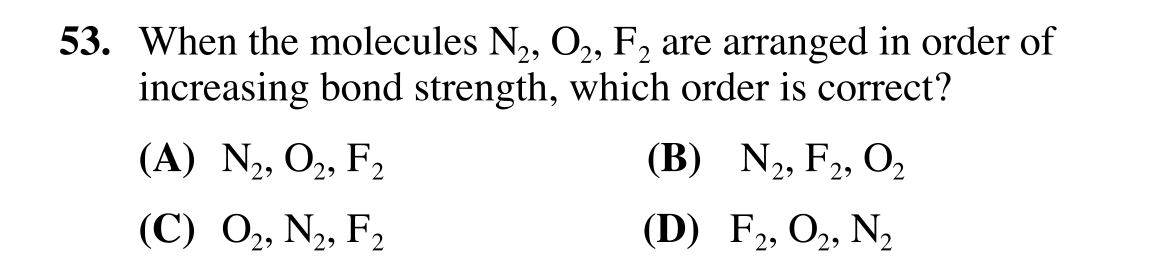 53. When the molecules N₂, O₂, F₂ are arranged in order of
increasing bond strength, which order is correct?
(A) N₂, O₂, F₂ (B) N₂, F₂, O₂
(C) O₂, N₂, F₂ (D) F₂, O₂, N₂